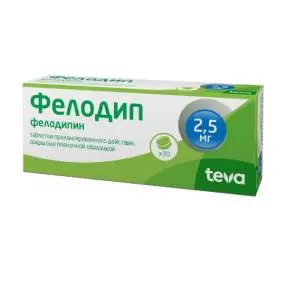 Фелодип
фелодипин
таблетки пролонгированного действия,
покрытые пленочной оболочкой
2,5
мг
x30
teva